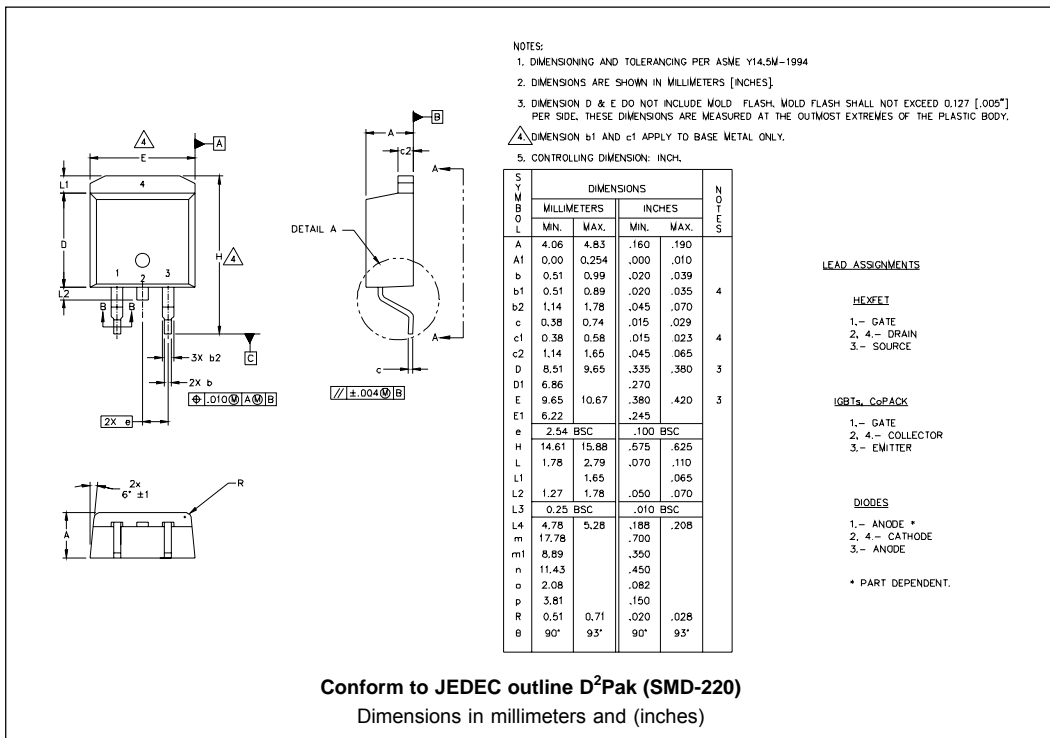 NOTES:
1. DIMENSIONING AND TOLERANCING PER ASME Y14.5M-1994
2. DIMENSIONS ARE SHOWN IN MILLIMETERS [INCHES].
3. DIMENSION D & E DO NOT INCLUDE MOLD FLASH. MOLD FLASH SHALL NOT EXCEED 0.127 [.005"]
PER SIDE. THESE DIMENSIONS ARE MEASURED AT THE OUTMOST EXTREMES OF THE PLASTIC BODY.
4. DIMENSION b1 AND c1 APPLY TO BASE METAL ONLY.
5. CONTROLLING DIMENSION: INCH.
4
E
A
L1
4
D
H 4
1 2 3
L2
B B
C
3X b2
2X b
⌖ .010 Ⓜ A Ⓜ B
2X e
A
B
c2
A
DETAIL A
A
c
// ±.004 Ⓜ B
2x
6° ±1
R
A
SYMBOL DIMENSIONS NOTES
MILLIMETERS INCHES
MIN. MAX. MIN. MAX.
A 4.06 4.83 .160 .190
A1 0.00 0.254 .000 .010
b 0.51 0.99 .020 .039
b1 0.51 0.89 .020 .035 4
b2 1.14 1.78 .045 .070
c 0.38 0.74 .015 .029
c1 0.38 0.58 .015 .023 4
c2 1.14 1.65 .045 .065
D 8.51 9.65 .335 .380 3
D1 6.86 .270
E 9.65 10.67 .380 .420 3
E1 6.22 .245
e 2.54 BSC .100 BSC
H 14.61 15.88 .575 .625
L 1.78 2.79 .070 .110
L1 1.65 .065
L2 1.27 1.78 .050 .070
L3 0.25 BSC .010 BSC
L4 4.78 5.28 .188 .208
m 17.78 .700
m1 8.89 .350
n 11.43 .450
o 2.08 .082
p 3.81 .150
R 0.51 0.71 .020 .028
θ 90° 93° 90° 93°
LEAD ASSIGNMENTS
HEXFET
1.- GATE
2, 4.- DRAIN
3.- SOURCE
IGBTs, CoPACK
1.- GATE
2, 4.- COLLECTOR
3.- EMITTER
DIODES
1.- ANODE *
2, 4.- CATHODE
3.- ANODE
* PART DEPENDENT.
Conform to JEDEC outline D²Pak (SMD-220)
Dimensions in millimeters and (inches)